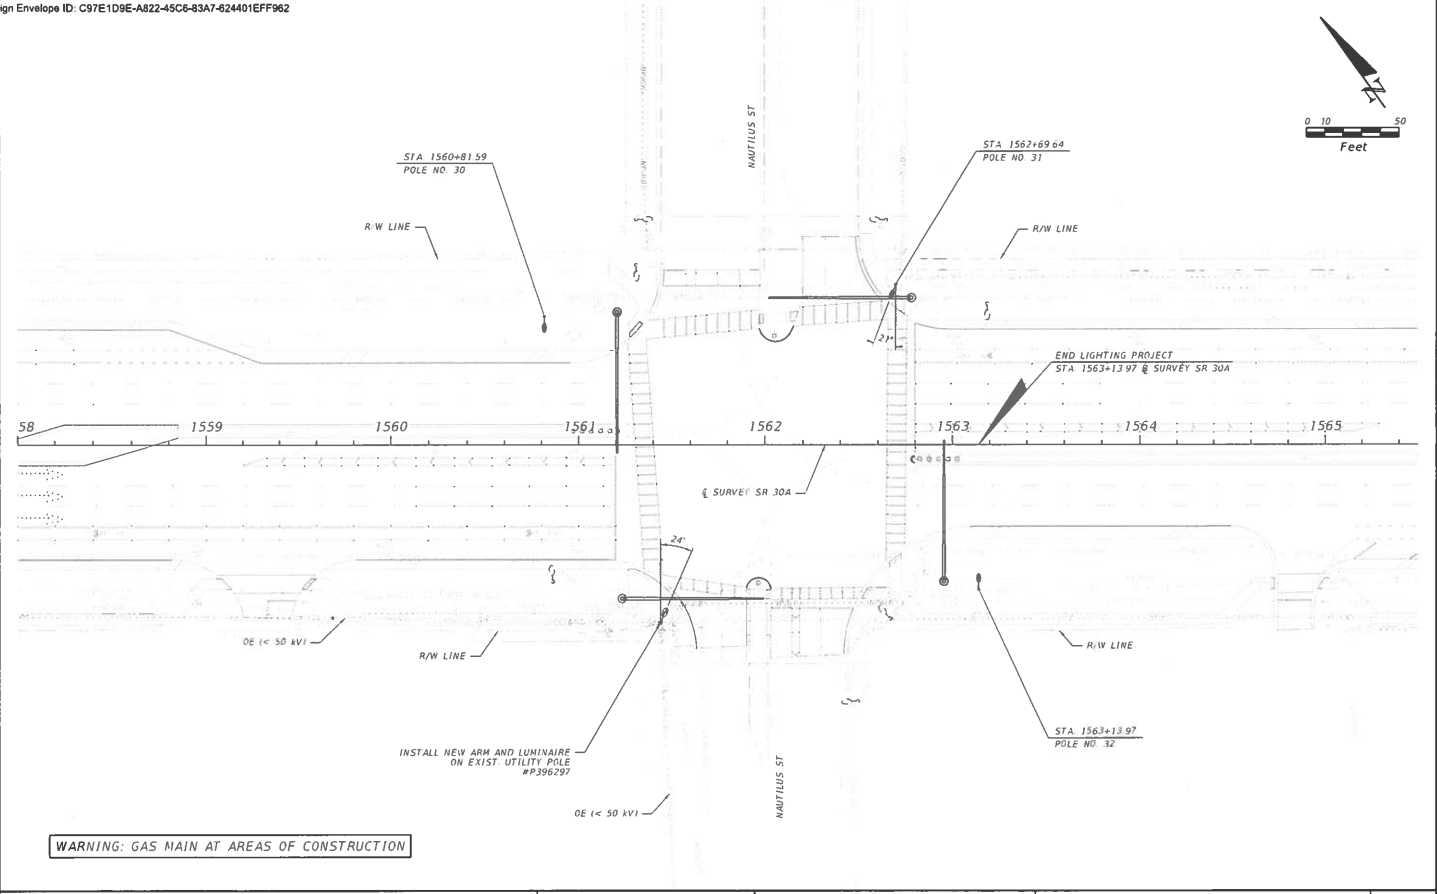 ign Envelope ID: C97E1D9E-A822-45C6-83A7-624401EFF962
0 10 50
Feet
NAUTILUS ST
STA. 1562+69.64
POLE NO. 31
STA. 1560+81.59
POLE NO. 30
R/W LINE
R/W LINE
21°
END LIGHTING PROJECT
STA. 1563+13.97 ℄ SURVEY SR 30A
58 1559 1560 1561 1562 1563 1564 1565
℄ SURVEY SR 30A
24°
OE (< 50 kV)
R/W LINE
R/W LINE
STA. 1563+13.97
POLE NO. 32
INSTALL NEW ARM AND LUMINAIRE
ON EXIST. UTILITY POLE
#P396297
NAUTILUS ST
OE (< 50 kV)
WARNING: GAS MAIN AT AREAS OF CONSTRUCTION